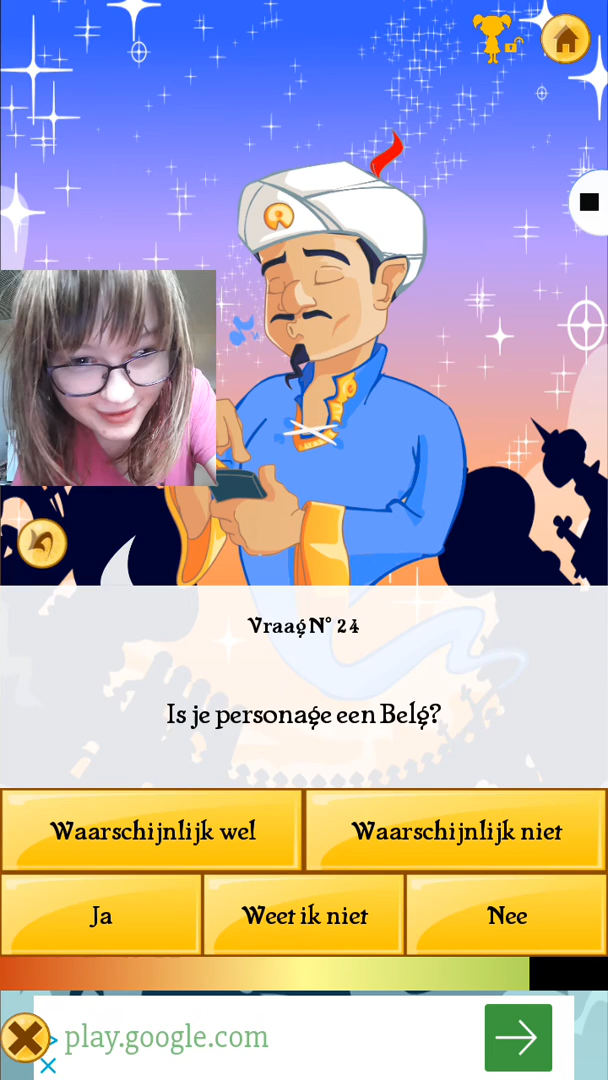 Vraag N° 24
Is je personage een Belg?
Waarschijnlijk wel
Waarschijnlijk niet
Ja
Weet ik niet
Nee
play.google.com